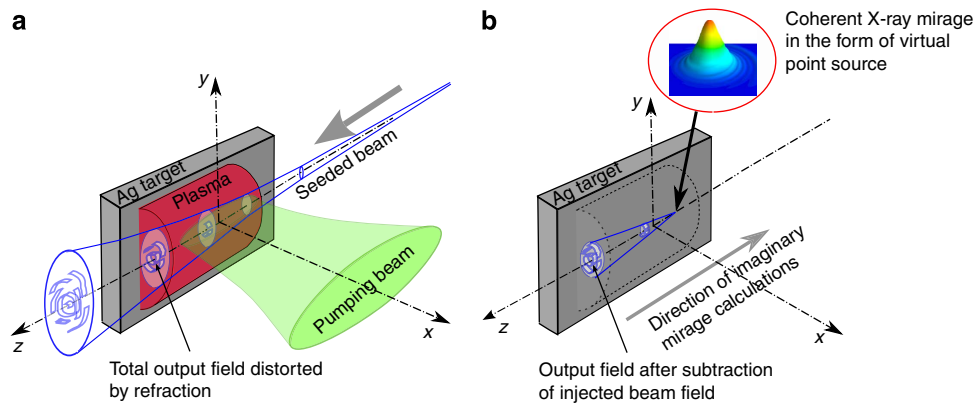 a
y
Ag target
Plasma
Seeded beam
Pumping beam
x
z
Total output field distorted
by refraction
b
Coherent X-ray mirage
in the form of virtual
point source
y
Ag target
Direction of imaginary
mirage calculations
x
z
Output field after subtraction
of injected beam field